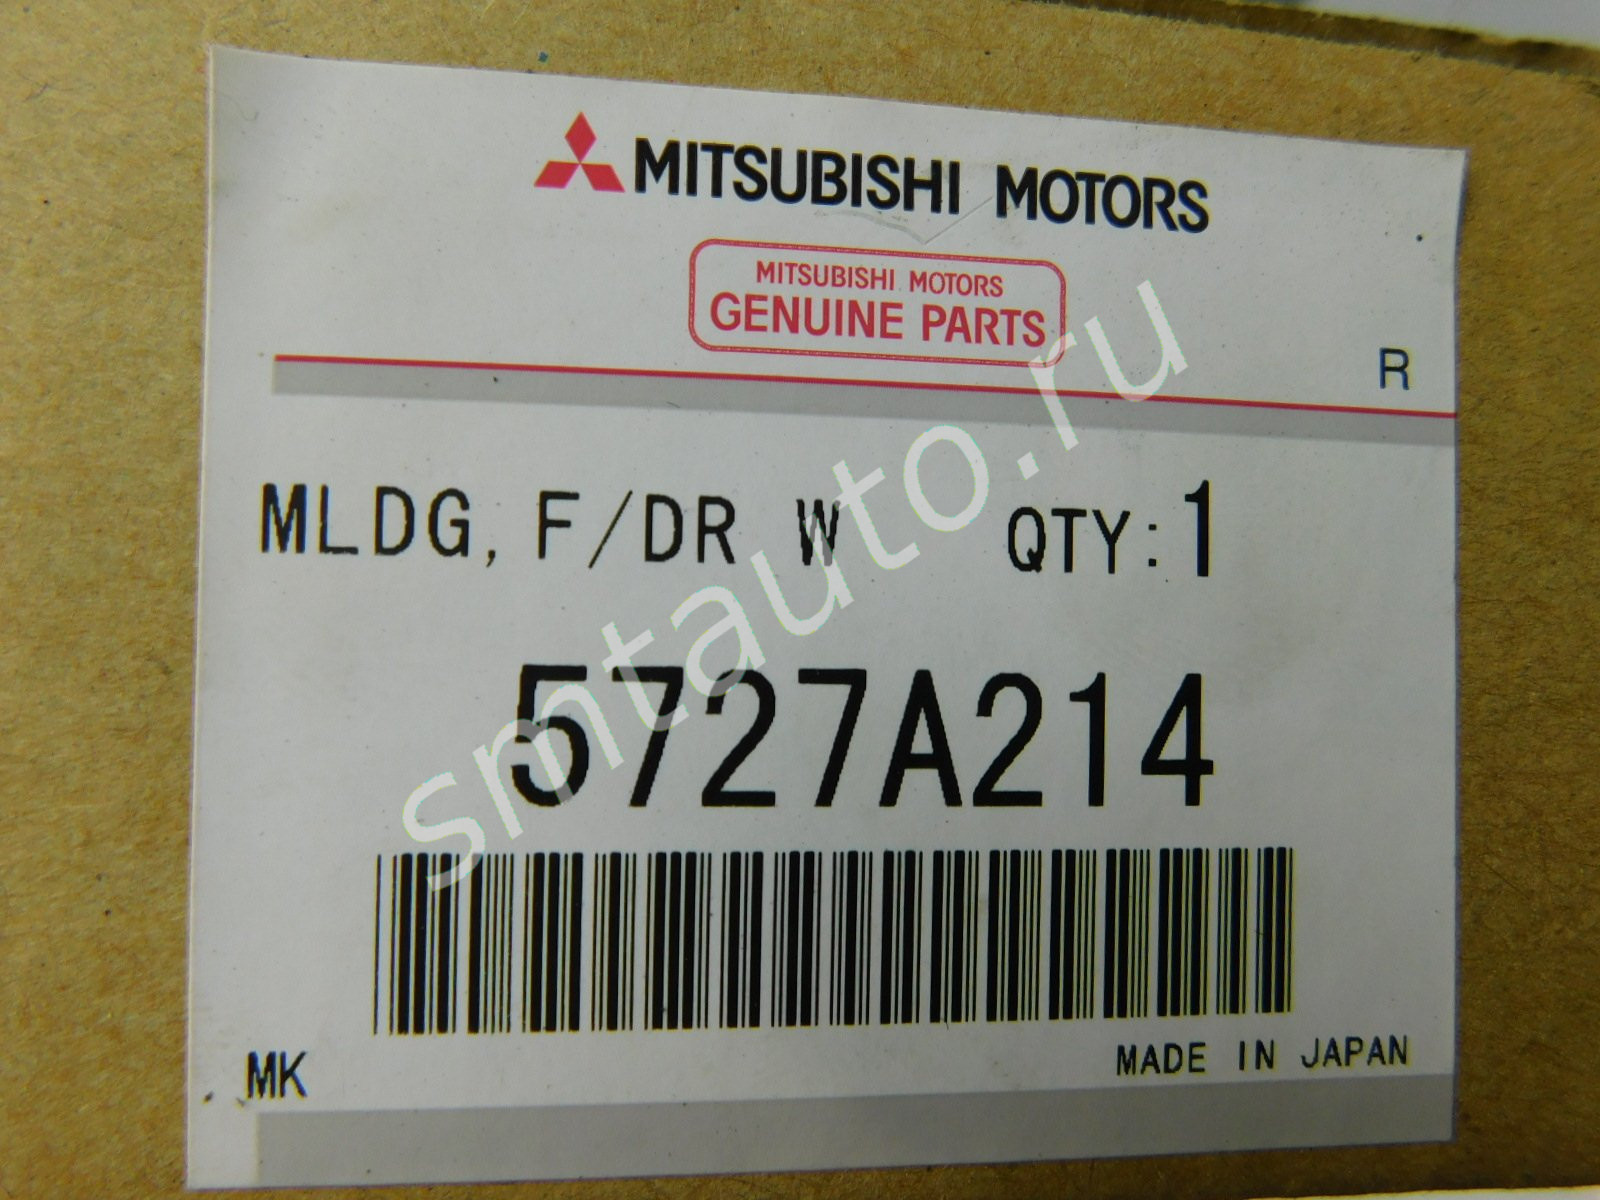 MITSUBISHI MOTORS
MITSUBISHI MOTORS
GENUINE PARTS
R
MLDG, F/DR W QTY:1
5727A214
MK MADE IN JAPAN
smtauto.ru